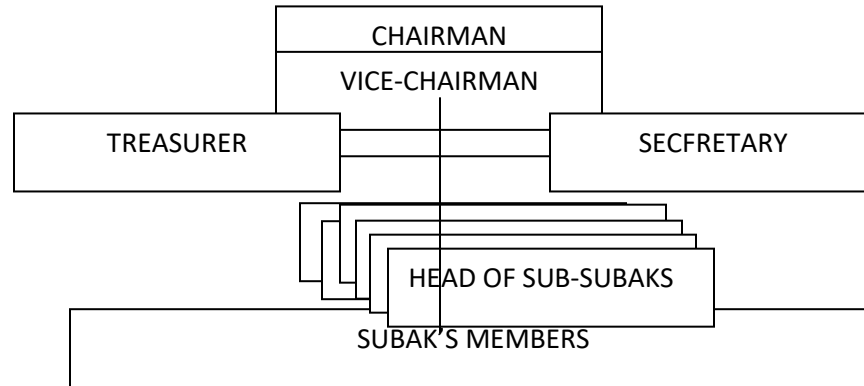 CHAIRMAN
VICE-CHAIRMAN
TREASURER
SECFRETARY
HEAD OF SUB-SUBAKS
SUBAK’S MEMBERS